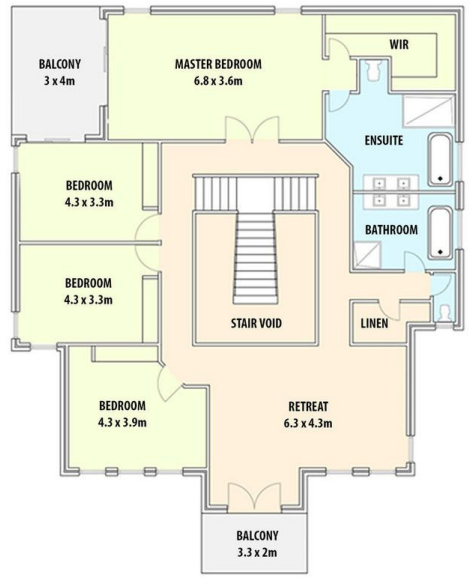 WIR
BALCONY
3 x 4m
MASTER BEDROOM
6.8 x 3.6m
ENSUITE
BEDROOM
4.3 x 3.3m
BATHROOM
BEDROOM
4.3 x 3.3m
STAIR VOID
LINEN
BEDROOM
4.3 x 3.9m
RETREAT
6.3 x 4.3m
BALCONY
3.3 x 2m